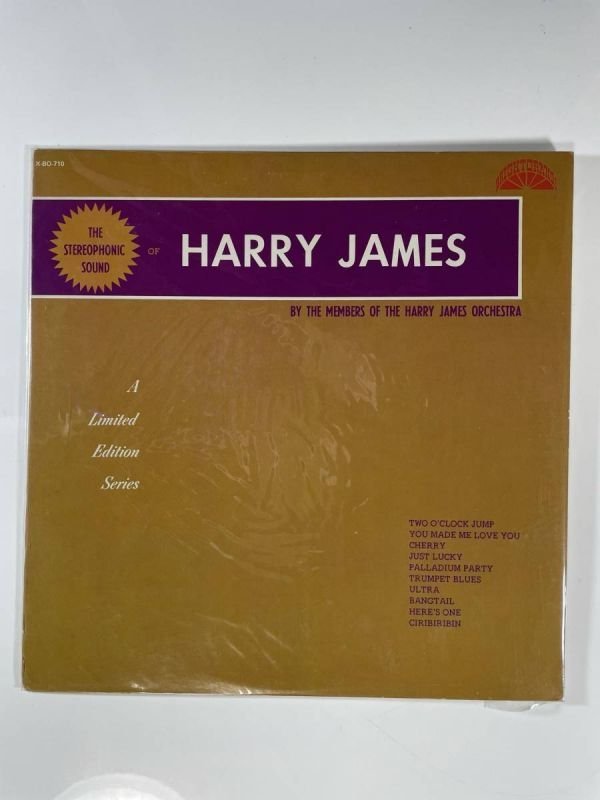 X-BO-710
THE
STEREOPHONIC
SOUND
OF
HARRY JAMES
BY THE MEMBERS OF THE HARRY JAMES ORCHESTRA
A
Limited
Edition
Series
TWO O'CLOCK JUMP
YOU MADE ME LOVE YOU
CHERRY
JUST LUCKY
PALLADIUM PARTY
TRUMPET BLUES
ULTRA
BANGTAIL
HERE'S ONE
CIRIBIRIBIN